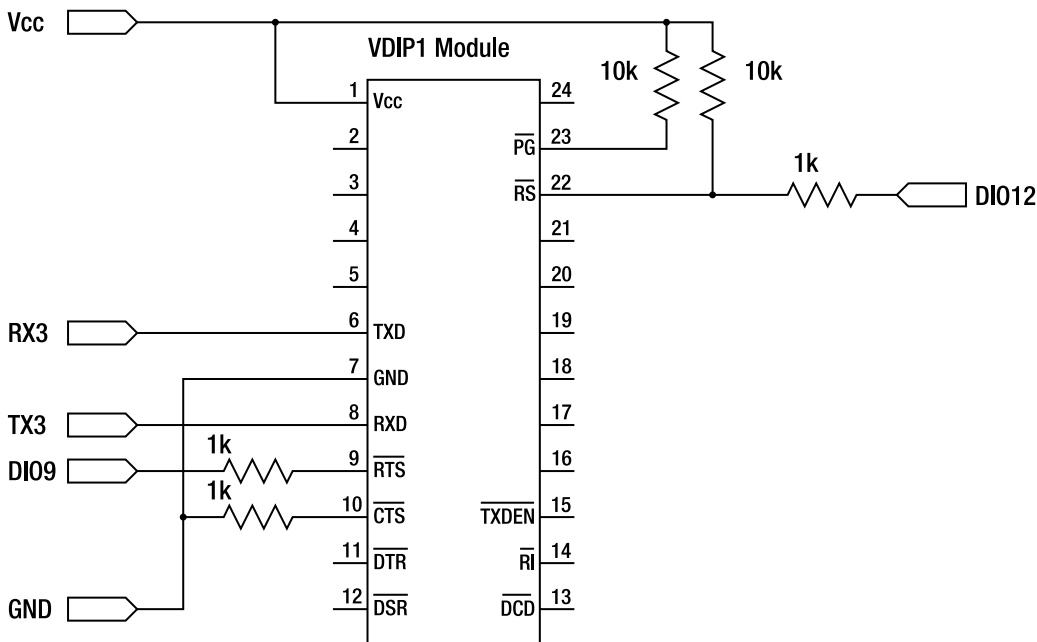 Vcc
VDIP1 Module
10k
10k
1
Vcc
24
2
PG
23
1k
3
RS
22
DIO12
4
21
5
20
RX3
6
TXD
19
7
GND
18
TX3
8
RXD
17
1k
DIO9
9
RTS
16
1k
10
CTS
TXDEN
15
11
DTR
RI
14
GND
12
DSR
DCD
13